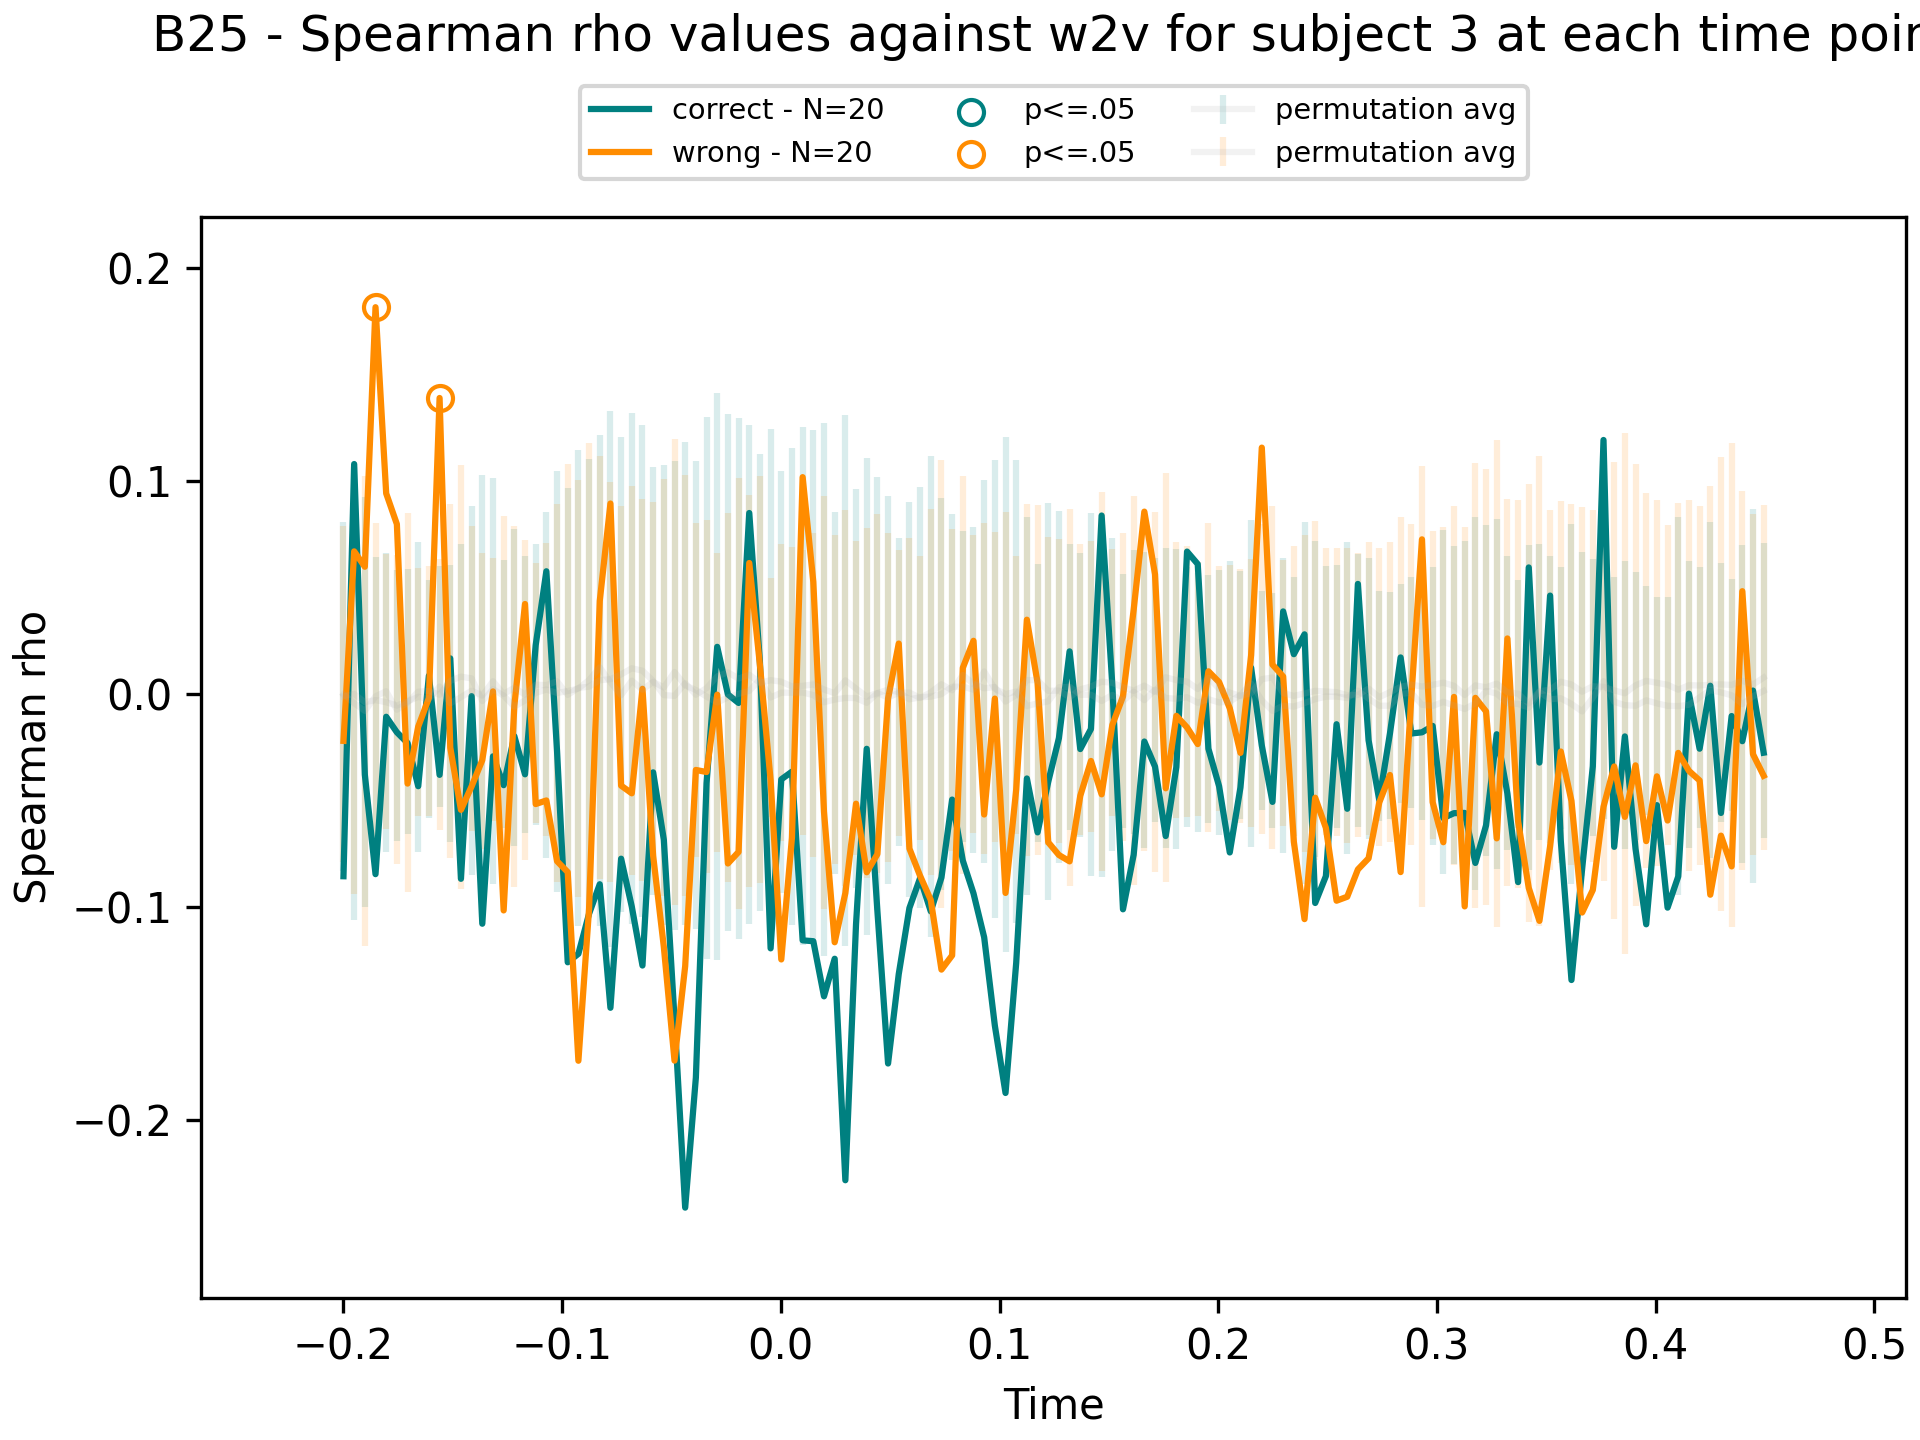 B25 - Spearman rho values against w2v for subject 3 at each time
correct - N=20 p<=.05 permutation avg
wrong - N=20 p<=.05 permutation avg
0.2
0.1
0.0
−0.1
−0.2
Spearman rho
−0.2 −0.1 0.0 0.1 0.2 0.3 0.4 0.5
Time